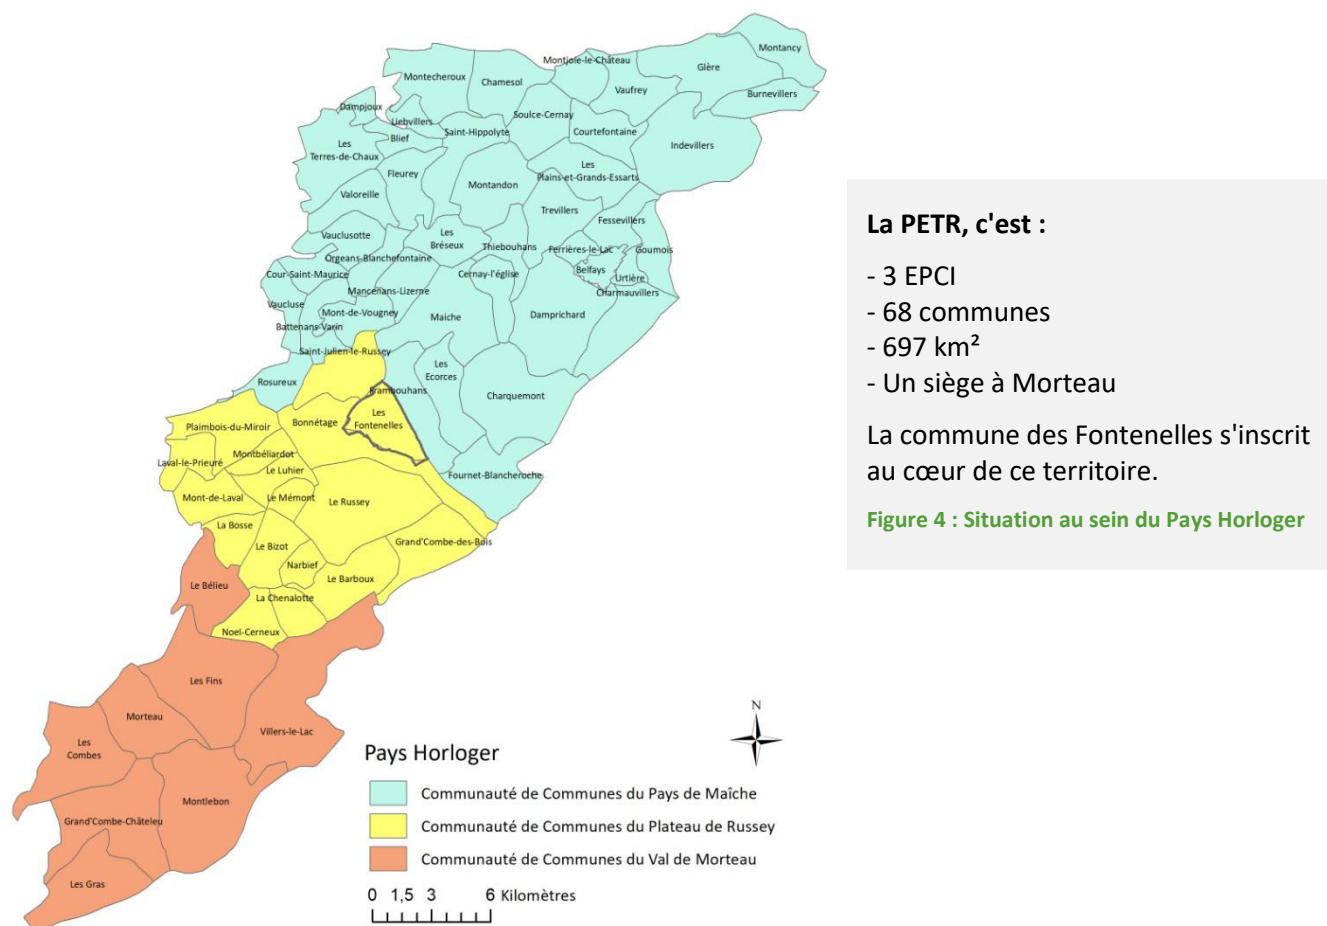 Montancy
Montjoie-le-Château
Glère
Montecheroux
Chamesol
Vaufrey
Burnevillers
Dampjoux
Liebvillers
Soulce-Cernay
Blief
Saint-Hippolyte
Courtefontaine
Les
Terres-de-Chaux
Indevillers
Fleurey
Les
Plains-et-Grands-Essarts
Montandon
Valoreille
Trevillers
Fessevillers
Vauclusotte
Les
Bréseux
Thiebouhans
Ferrières-le-Lac
Goumois
Orgeans-Blanchefontaine
Cour-Saint-Maurice
Cernay-l'église
Belfays
Urtière
Mancenans-Lizerne
Charmauvillers
Vaucluse
Mont-de-Vougney
Maiche
Damprichard
Battenans-Varin
Saint-Julien-le-Russey
Les
Ecorces
Rosureux
Frambouhans
Charquemont
Les
Fontenelles
Bonnétage
Plaimbois-du-Miroir
Montbéliardot
Laval-le-Prieuré
Le Luhier
Fournet-Blancheroche
Mont-de-Laval
Le Mémont
Le Russey
La Bosse
Grand'Combe-des-Bois
Le Bizot
Narbief
Le Barboux
Le Bélieu
La Chenalotte
Noel-Cerneux
Les Fins
Morteau
Villers-le-Lac
Les
Combes
Montlebon
Grand'Combe-Châteleu
Les Gras
N
Pays Horloger
Communauté de Communes du Pays de Maîche
Communauté de Communes du Plateau de Russey
Communauté de Communes du Val de Morteau
0 1,5 3 6 Kilomètres
La PETR, c'est :
- 3 EPCI
- 68 communes
- 697 km²
- Un siège à Morteau
La commune des Fontenelles s'inscrit
au cœur de ce territoire.
Figure 4 : Situation au sein du Pays Horloger